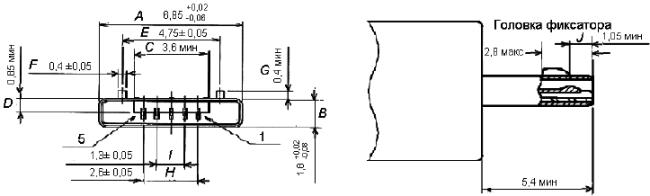 A 6,85 +0,02 -0,06
E 4,75±0,05
C 3,6 мин
F 0,4 ±0,05
0,65 мин
D
G
0,4 мин
B
1,8 +0,02 -0,08
5
1
1,3± 0,05
I
2,6± 0,05
H
Головка фиксатора
J 1,05 мин
2,8 макс
5,4 мин